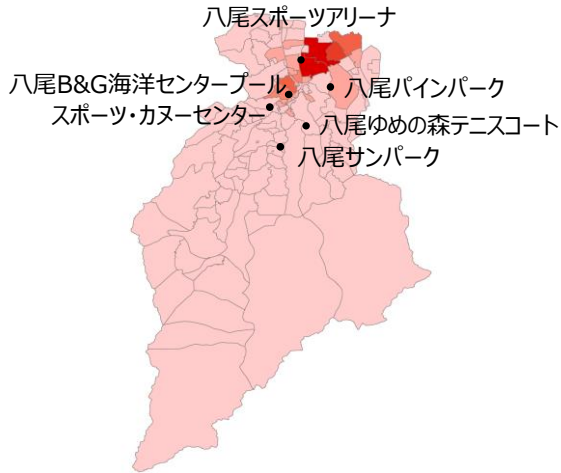 八尾スポーツアリーナ
八尾B&G海洋センタープール
八尾パインパーク
スポーツ・カヌーセンター
八尾ゆめの森テニスコート
八尾サンパーク